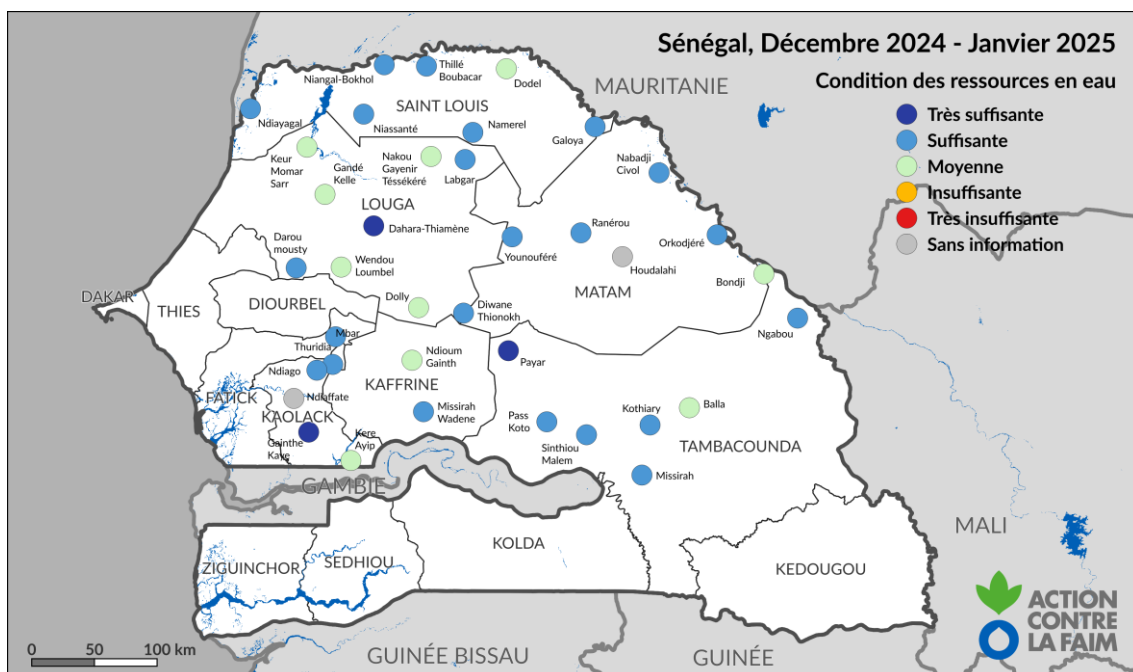 Sénégal, Décembre 2024 - Janvier 2025
Condition des ressources en eau
Très suffisante
Suffisante
Moyenne
Insuffisante
Très insuffisante
Sans information
MAURITANIE
Niangal-Bokhol
Thillé
Boubacar
Dodel
SAINT LOUIS
Ndiayagal
Niassanté
Namerel
Galoya
Keur
Momar
Sarr
Gandé
Kelle
Nakou
Gayenir
Téssékéré
Labgar
Nabadji
Civol
LOUGA
Dahara-Thiamène
Ranérou
Younouféré
Orkodjéré
Houdalahi
Darou
mousty
Wendou
Loumbel
Bondji
MATAM
DAKAR
THIES
DIOURBEL
Dolly
Diwane
Thionokh
Ngabou
Mbar
Thuridia
Ndiago
Ndioum
Gainth
Payar
KAFFRINE
FATICK
Ndiaffate
KAOLACK
Missirah
Wadene
Gainthe
Kaye
Kere
Ayip
Pass
Koto
Kothiary
Balla
Sinthiou
Malem
TAMBACOUNDA
Missirah
GAMBIE
MALI
ZIGUINCHOR
SEDHIOU
KOLDA
KEDOUGOU
GUINÉE BISSAU
GUINÉE
0 50 100 km
ACTION
CONTRE
LA FAIM